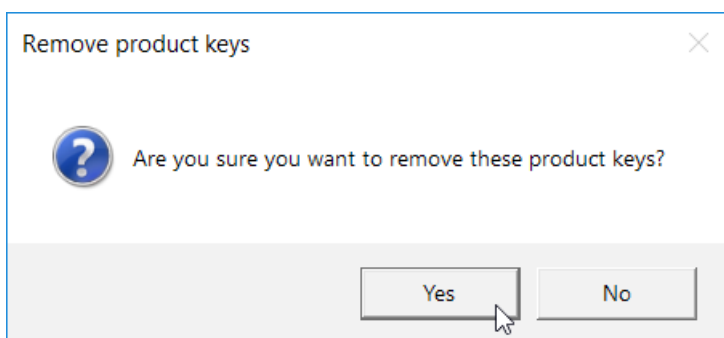 Remove product keys
Are you sure you want to remove these product keys?
Yes
No